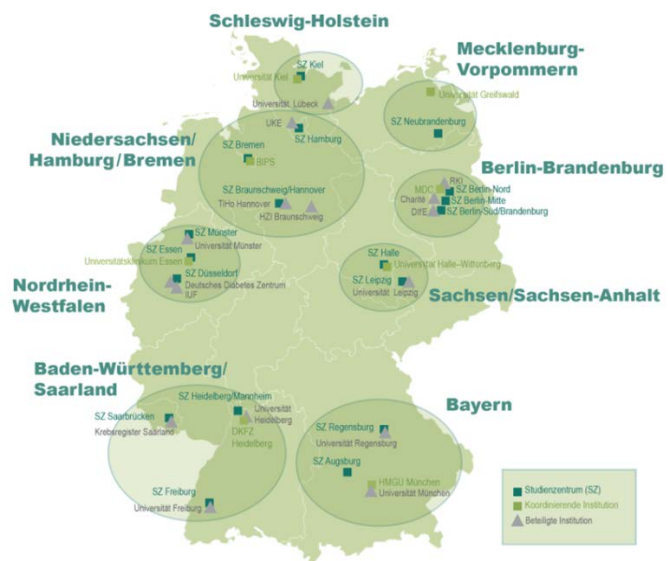 Schleswig-Holstein
SZ Kiel
Universität Kiel
Universität Lübeck
Mecklenburg-
Vorpommern
Universität Greifswald
SZ Neubrandenburg
Niedersachsen/
Hamburg/Bremen
UKE
SZ Hamburg
SZ Bremen
BIPS
SZ Braunschweig/Hannover
TiHo Hannover
HZI Braunschweig
Berlin-Brandenburg
RKI
MDC
SZ Berlin-Nord
Charité
SZ Berlin-Mitte
DIfE
SZ Berlin-Süd/Brandenburg
SZ Münster
Universität Münster
SZ Essen
Universitätsklinikum Essen
SZ Düsseldorf
Deutsches Diabetes Zentrum
IUF
Nordrhein-
Westfalen
SZ Halle
Universität Halle-Wittenberg
SZ Leipzig
Universität Leipzig
Sachsen/Sachsen-Anhalt
Baden-Württemberg/
Saarland
SZ Heidelberg/Mannheim
Universität
Heidelberg
DKFZ
Heidelberg
SZ Saarbrücken
Krebsregister Saarland
SZ Freiburg
Universität Freiburg
Bayern
SZ Regensburg
Universität Regensburg
SZ Augsburg
HMGU München
Universität München
Studienzentrum (SZ)
Koordinierende Institution
Beteiligte Institution